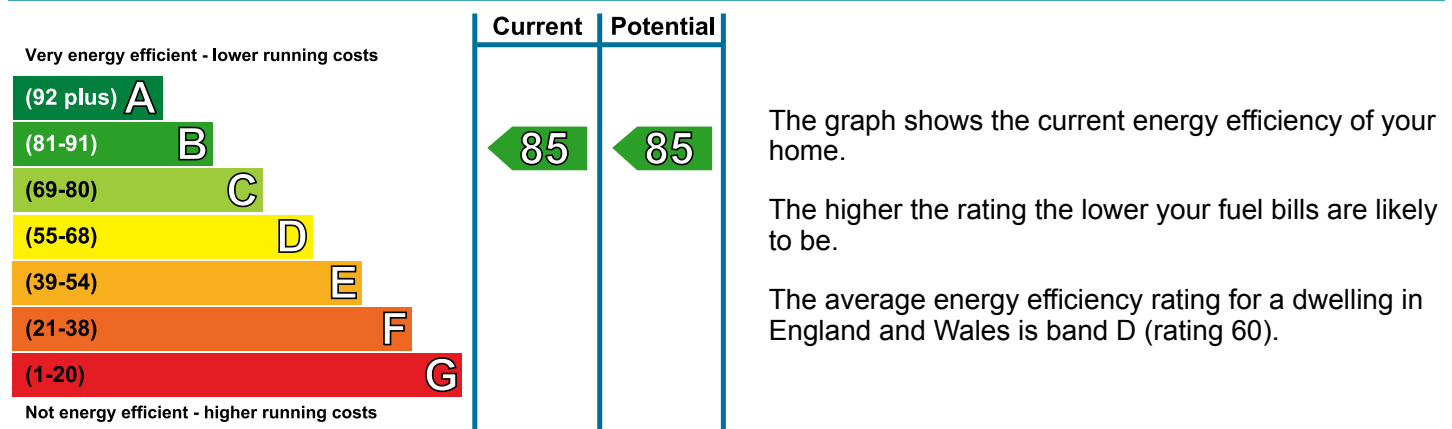 Current Potential
Very energy efficient - lower running costs
(92 plus) A
(81-91) B
85 85
(69-80) C
(55-68) D
(39-54) E
(21-38) F
(1-20) G
Not energy efficient - higher running costs
The graph shows the current energy efficiency of your
home.
The higher the rating the lower your fuel bills are likely
to be.
The average energy efficiency rating for a dwelling in
England and Wales is band D (rating 60).